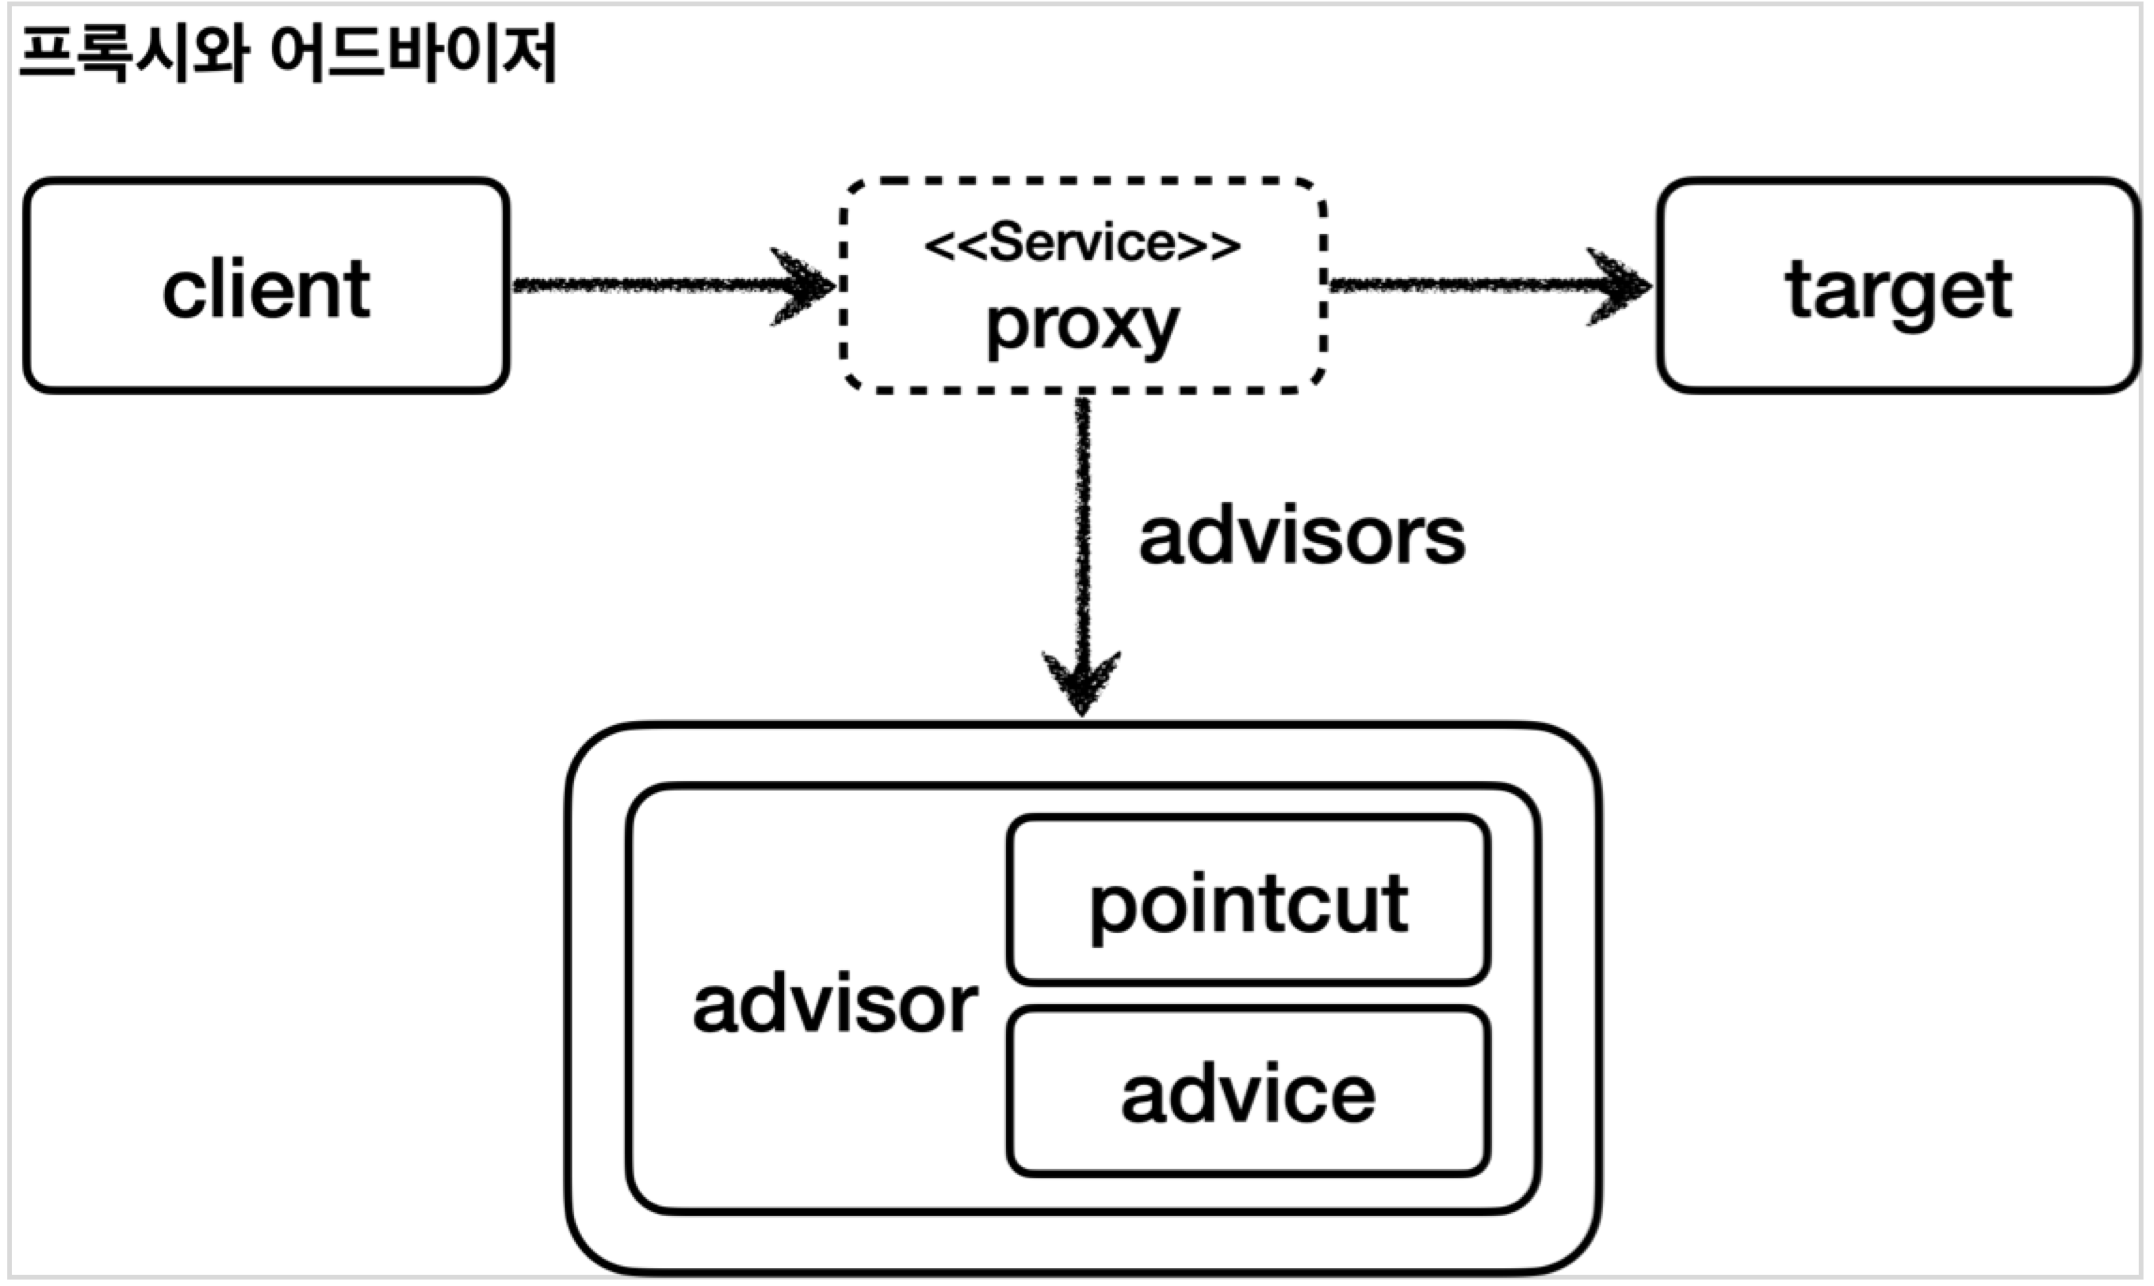 프록시와 어드바이저
client
<<Service>>
proxy
target
advisors
advisor
pointcut
advice